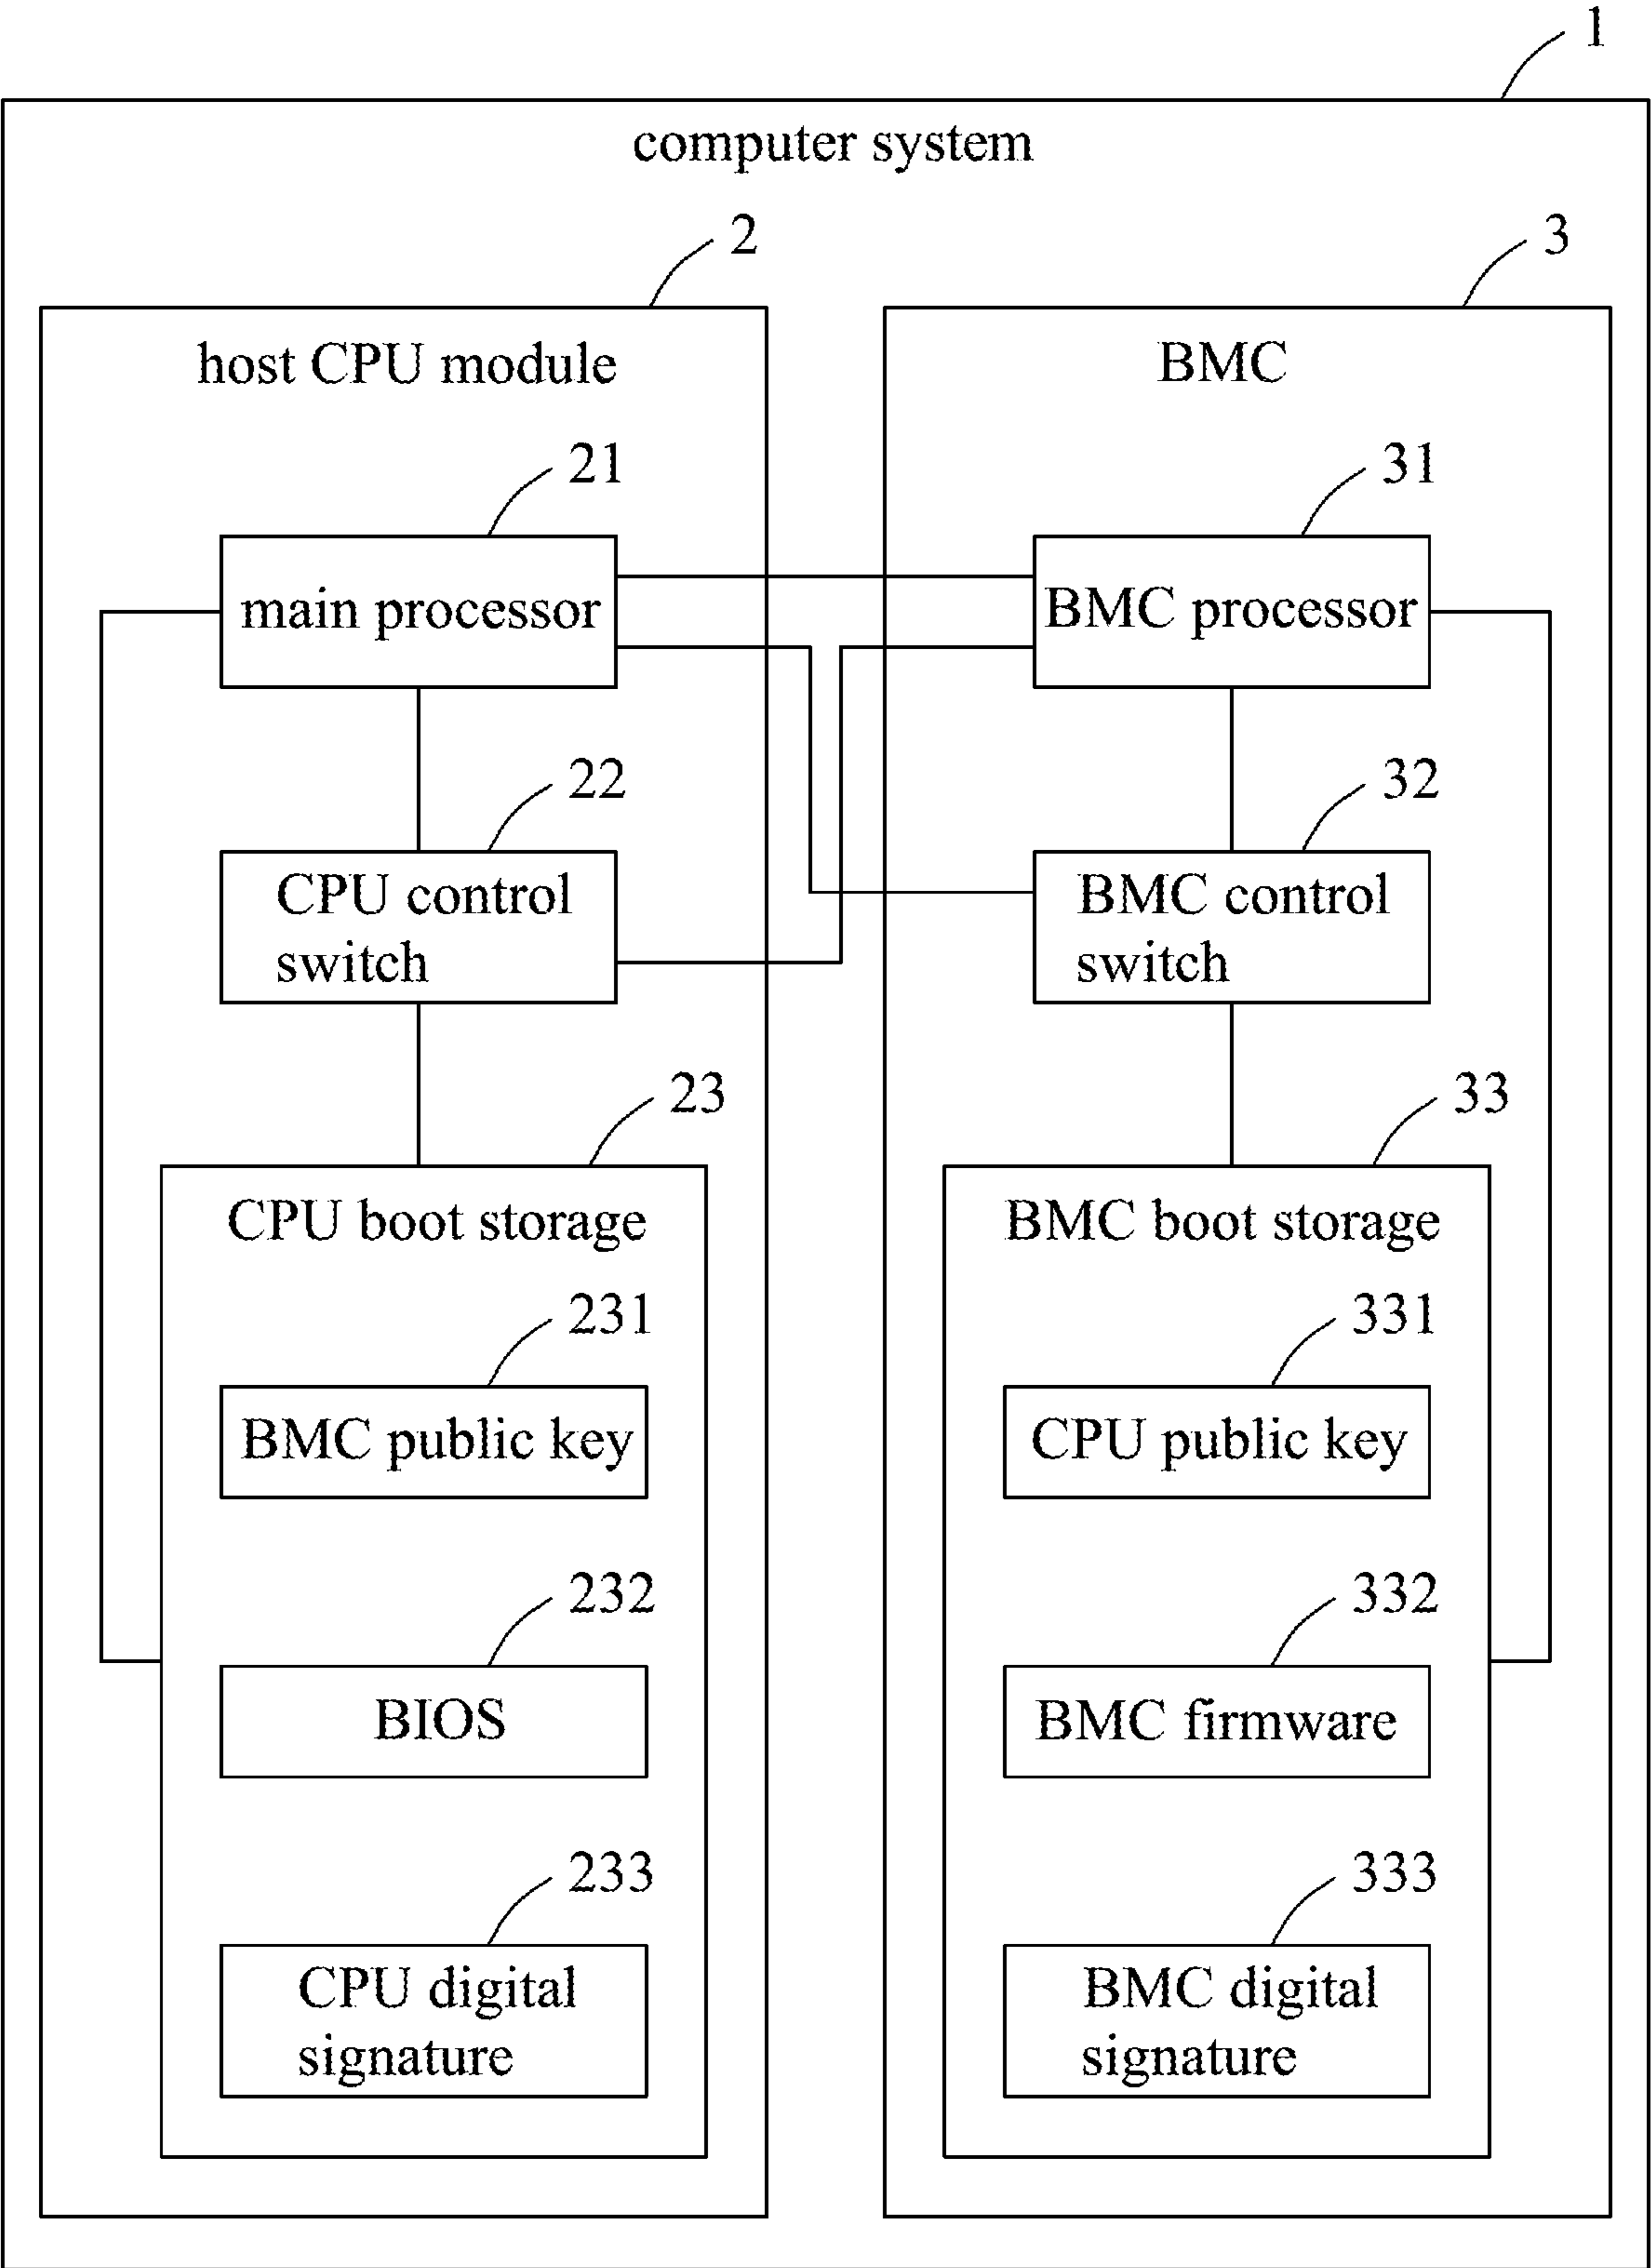 1
computer system
2
host CPU module
21
main processor
22
CPU control
switch
23
CPU boot storage
231
BMC public key
232
BIOS
233
CPU digital
signature
3
BMC
31
BMC processor
32
BMC control
switch
33
BMC boot storage
331
CPU public key
332
BMC firmware
333
BMC digital
signature